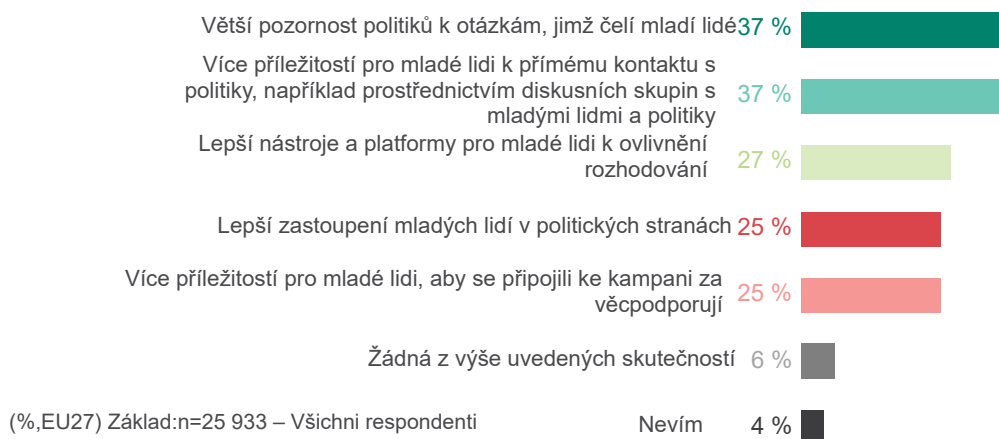 Větší pozornost politiků k otázkám, jimž čelí mladí lidé 37 %
Více příležitostí pro mladé lidi k přímému kontaktu s
politiky, například prostřednictvím diskusních skupin s
mladými lidmi a politiky
37 %
Lepší nástroje a platformy pro mladé lidi k ovlivnění
rozhodování
27 %
Lepší zastoupení mladých lidí v politických stranách 25 %
Více příležitostí pro mladé lidi, aby se připojili ke kampani za
věcpodporují
25 %
Žádná z výše uvedených skutečností 6 %
(%,EU27) Základ:n=25 933 – Všichni respondenti
Nevím 4 %